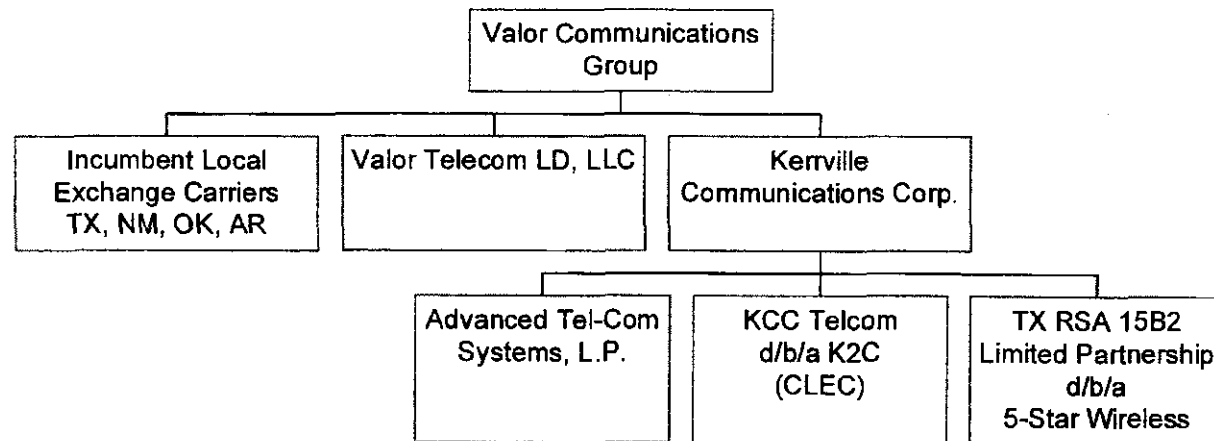 Valor Communications
Group
Incumbent Local
Exchange Carriers
TX, NM, OK, AR
Valor Telecom LD, LLC
Kerrville
Communications Corp.
Advanced Tel-Com
Systems, L.P.
KCC Telcom
d/b/a K2C
(CLEC)
TX RSA 15B2
Limited Partnership
d/b/a
5-Star Wireless